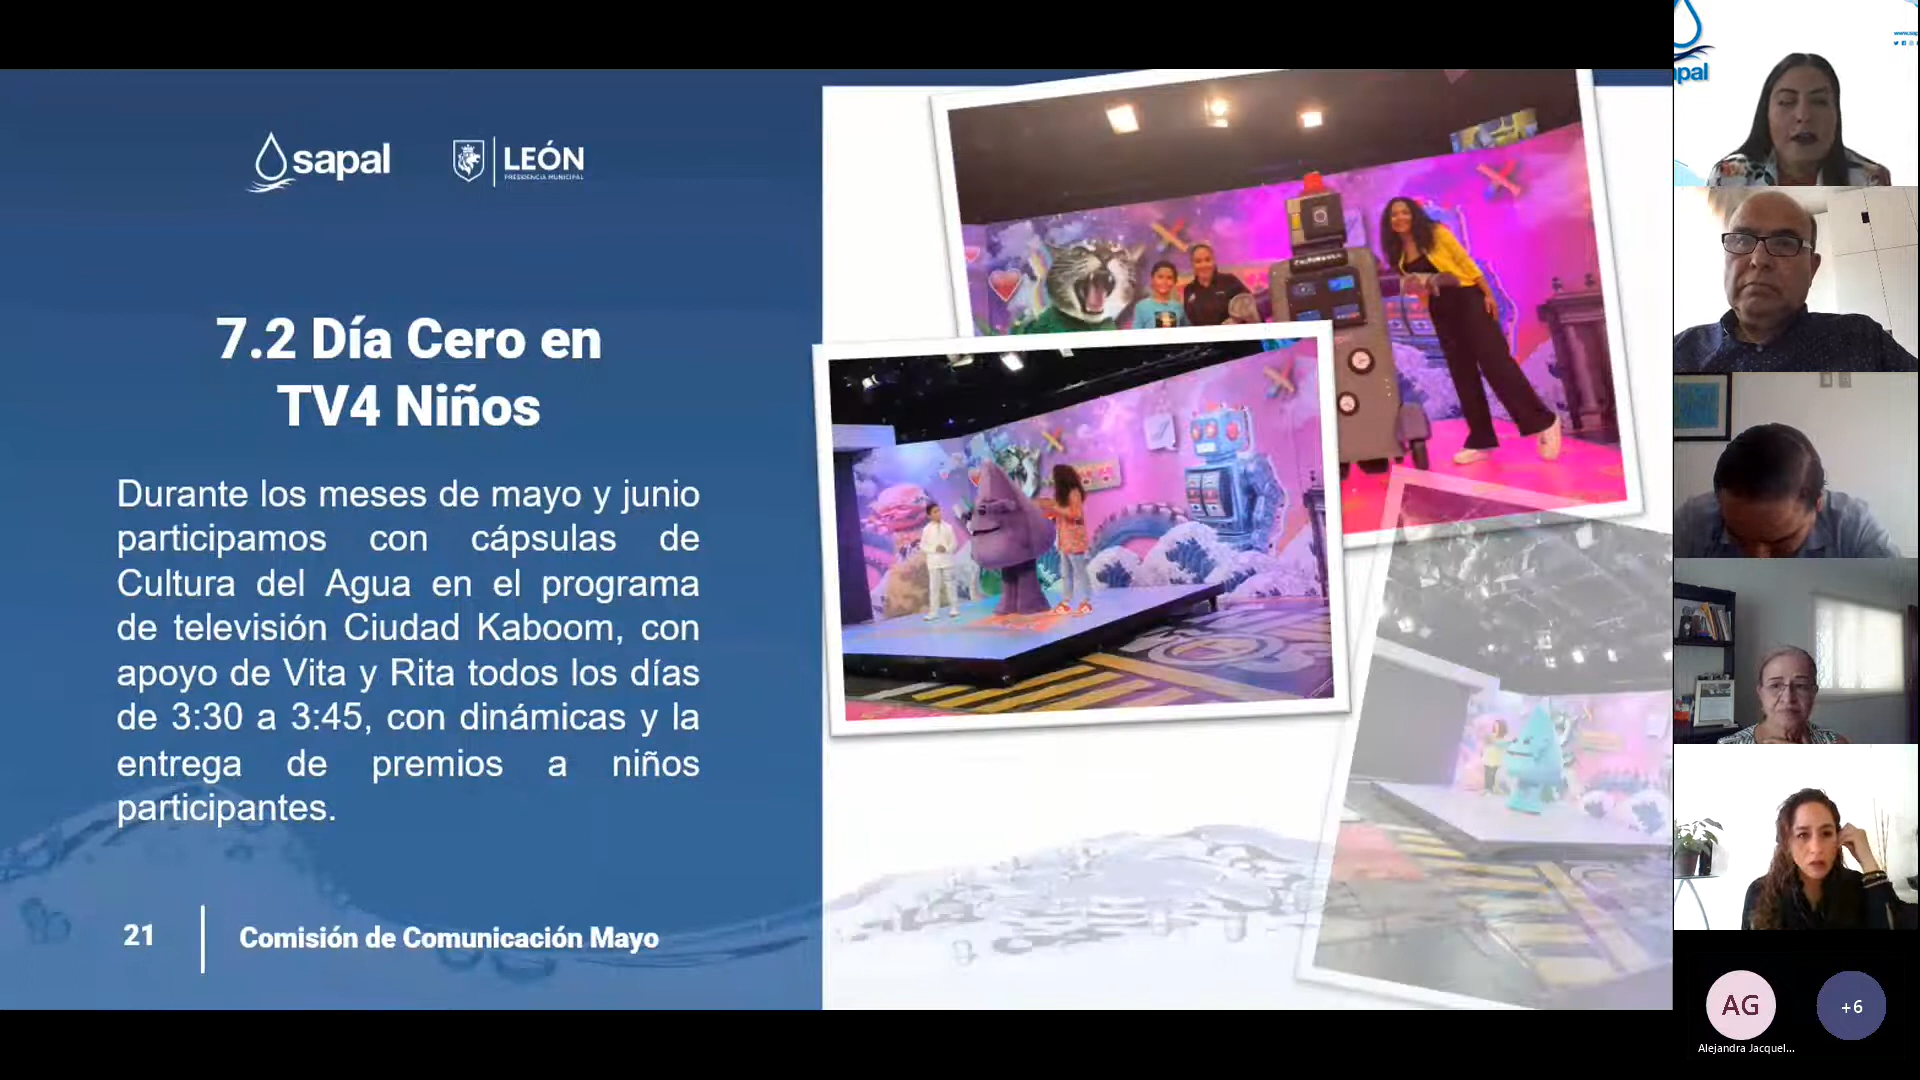 sapal
LEÓN
PRESIDENCIA MUNICIPAL
7.2 Día Cero en
TV4 Niños
Durante los meses de mayo y junio
participamos con cápsulas de
Cultura del Agua en el programa
de televisión Ciudad Kaboom, con
apoyo de Vita y Rita todos los días
de 3:30 a 3:45, con dinámicas y la
entrega de premios a niños
participantes.
21
Comisión de Comunicación Mayo
AG
Alejandra Jacquel...
+6